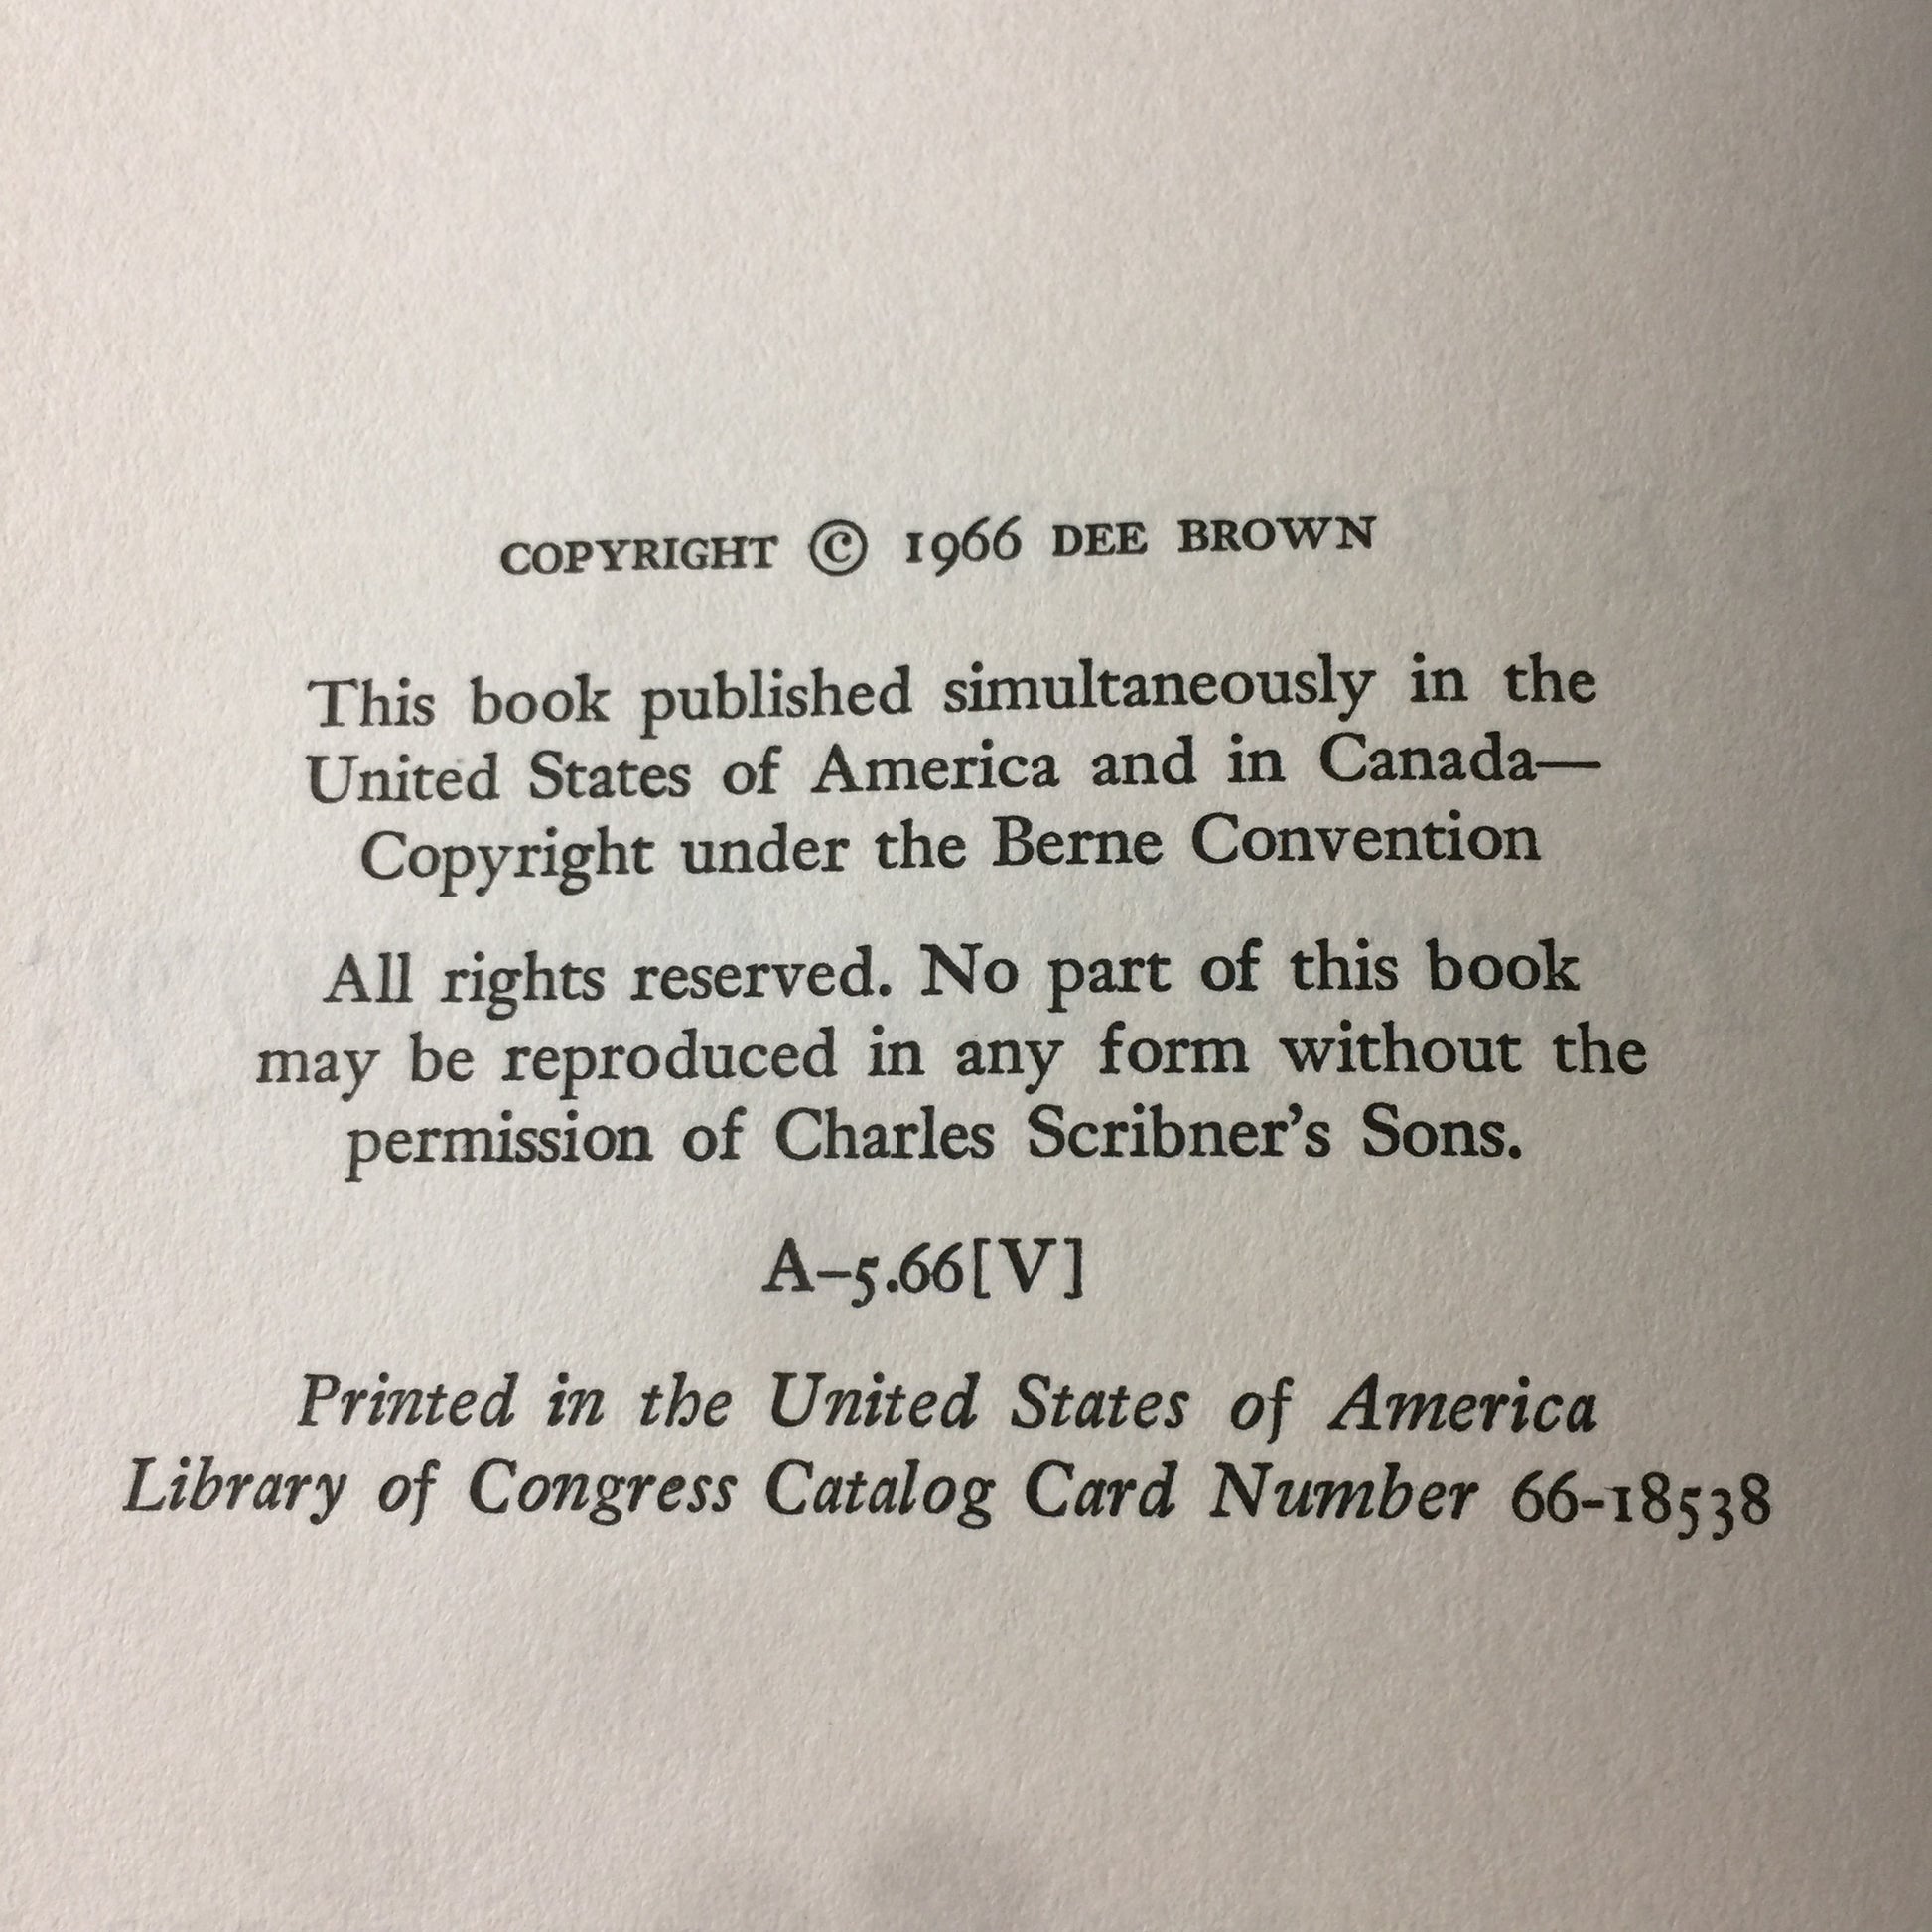 COPYRIGHT © 1966 DEE BROWN
This book published simultaneously in the
United States of America and in Canada—
Copyright under the Berne Convention
All rights reserved. No part of this book
may be reproduced in any form without the
permission of Charles Scribner’s Sons.
A–5.66[V]
Printed in the United States of America
Library of Congress Catalog Card Number 66-18538